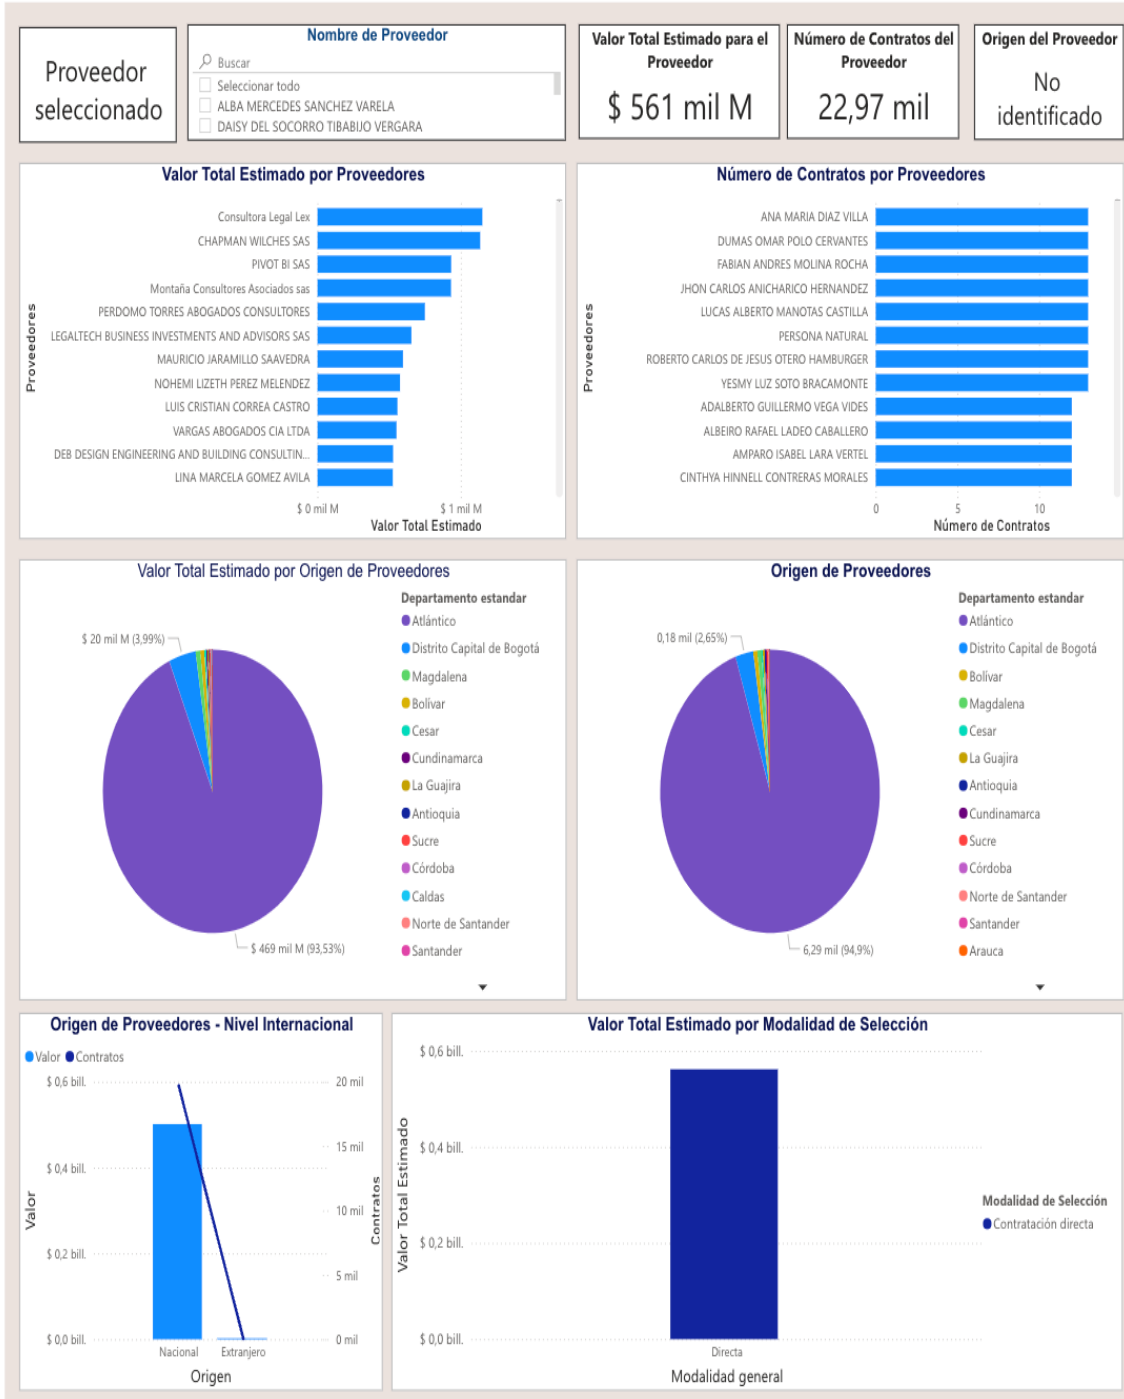 Proveedor
seleccionado
Nombre de Proveedor
Buscar
Seleccionar todo
ALBA MERCEDES SANCHEZ VARELA
DAISY DEL SOCORRO TIBABIJO VERGARA
Valor Total Estimado para el
Proveedor
$ 561 mil M
Número de Contratos del
Proveedor
22,97 mil
Origen del Proveedor
No
identificado
Valor Total Estimado por Proveedores
Proveedores
Consultora Legal Lex
CHAPMAN WILCHES SAS
PIVOT BI SAS
Montaña Consultores Asociados sas
PERDOMO TORRES ABOGADOS CONSULTORES
LEGALTECH BUSINESS INVESTMENTS AND ADVISORS SAS
MAURICIO JARAMILLO SAAVEDRA
NOHEMI LIZETH PEREZ MELENDEZ
LUIS CRISTIAN CORREA CASTRO
VARGAS ABOGADOS CIA LTDA
DEB DESIGN ENGINEERING AND BUILDING CONSULTIN...
LINA MARCELA GOMEZ AVILA
$ 0 mil M
$ 1 mil M
Valor Total Estimado
Número de Contratos por Proveedores
Proveedores
ANA MARIA DIAZ VILLA
DUMAS OMAR POLO CERVANTES
FABIAN ANDRES MOLINA ROCHA
JHON CARLOS ANICHARICO HERNANDEZ
LUCAS ALBERTO MANOTAS CASTILLA
PERSONA NATURAL
ROBERTO CARLOS DE JESUS OTERO HAMBURGER
YESMY LUZ SOTO BRACAMONTE
ADALBERTO GUILLERMO VEGA VIDES
ALBEIRO RAFAEL LADEO CABALLERO
AMPARO ISABEL LARA VERTEL
CINTHYA HINNELL CONTRERAS MORALES
0
5
10
Número de Contratos
Valor Total Estimado por Origen de Proveedores
$ 20 mil M (3,99%)
$ 469 mil M (93,53%)
Departamento estandar
Atlántico
Distrito Capital de Bogotá
Magdalena
Bolívar
Cesar
Cundinamarca
La Guajira
Antioquia
Sucre
Córdoba
Caldas
Norte de Santander
Santander
Origen de Proveedores
0,18 mil (2,65%)
6,29 mil (94,9%)
Departamento estandar
Atlántico
Distrito Capital de Bogotá
Bolívar
Magdalena
Cesar
La Guajira
Antioquia
Cundinamarca
Sucre
Córdoba
Norte de Santander
Santander
Arauca
Origen de Proveedores - Nivel Internacional
Valor
Contratos
Valor
$ 0,6 bill.
$ 0,4 bill.
$ 0,2 bill.
$ 0,0 bill.
20 mil
15 mil
10 mil
5 mil
0 mil
Contratos
Nacional
Extranjero
Origen
Valor Total Estimado por Modalidad de Selección
Valor Total Estimado
$ 0,6 bill.
$ 0,4 bill.
$ 0,2 bill.
$ 0,0 bill.
Directa
Modalidad general
Modalidad de Selección
Contratación directa